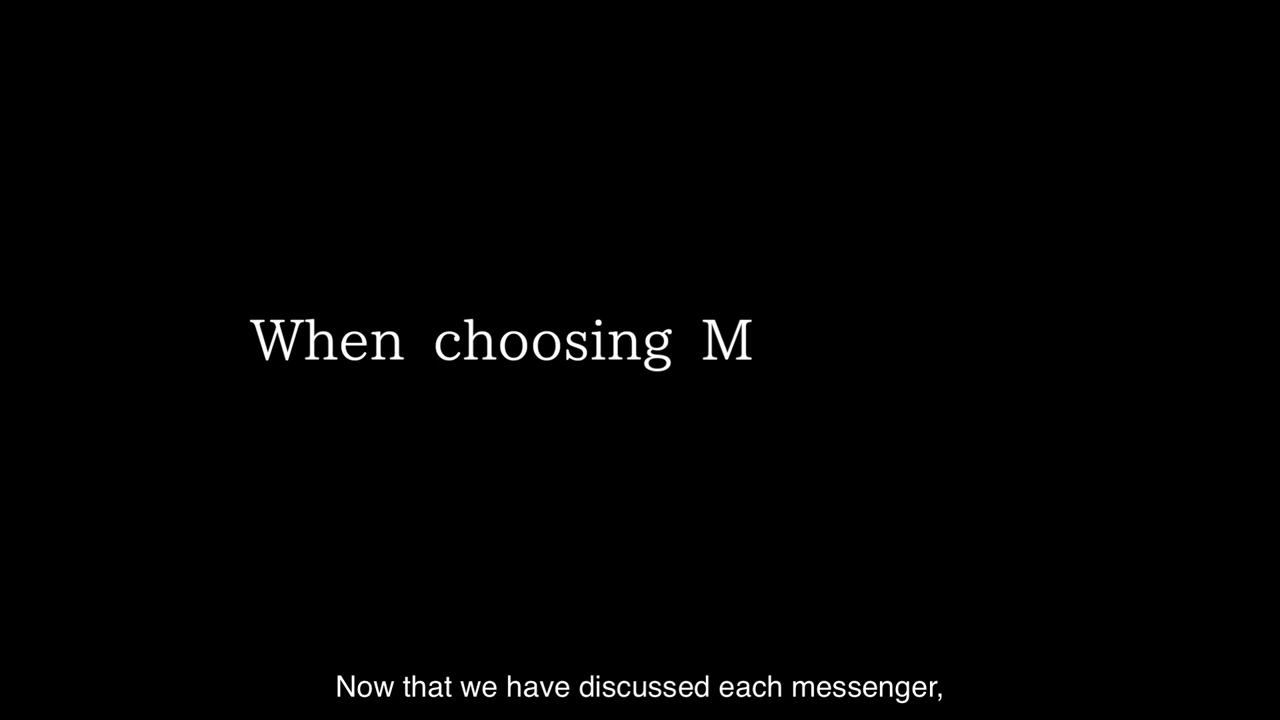 When choosing M
Now that we have discussed each messenger,